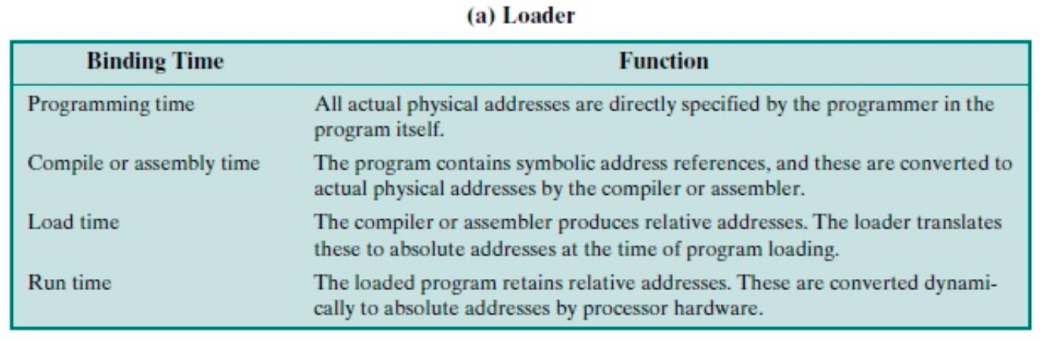 (a) Loader
Binding Time Function
Programming time All actual physical addresses are directly specified by the programmer in the
program itself.
Compile or assembly time The program contains symbolic address references, and these are converted to
actual physical addresses by the compiler or assembler.
Load time The compiler or assembler produces relative addresses. The loader translates
these to absolute addresses at the time of program loading.
Run time The loaded program retains relative addresses. These are converted dynami-
cally to absolute addresses by processor hardware.